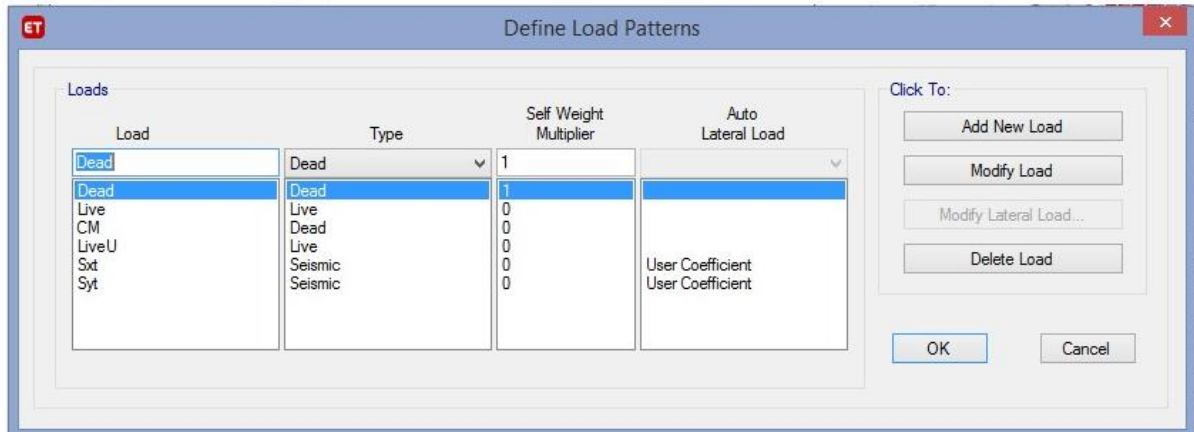 ET Define Load Patterns
Loads
Load Type Self Weight Multiplier Auto Lateral Load
Dead Dead 1
Dead Dead 1
Live Live 0
CM Dead 0
LiveU Live 0
Sxt Seismic 0 User Coefficient
Syt Seismic 0 User Coefficient
Click To:
Add New Load
Modify Load
Modify Lateral Load...
Delete Load
OK Cancel